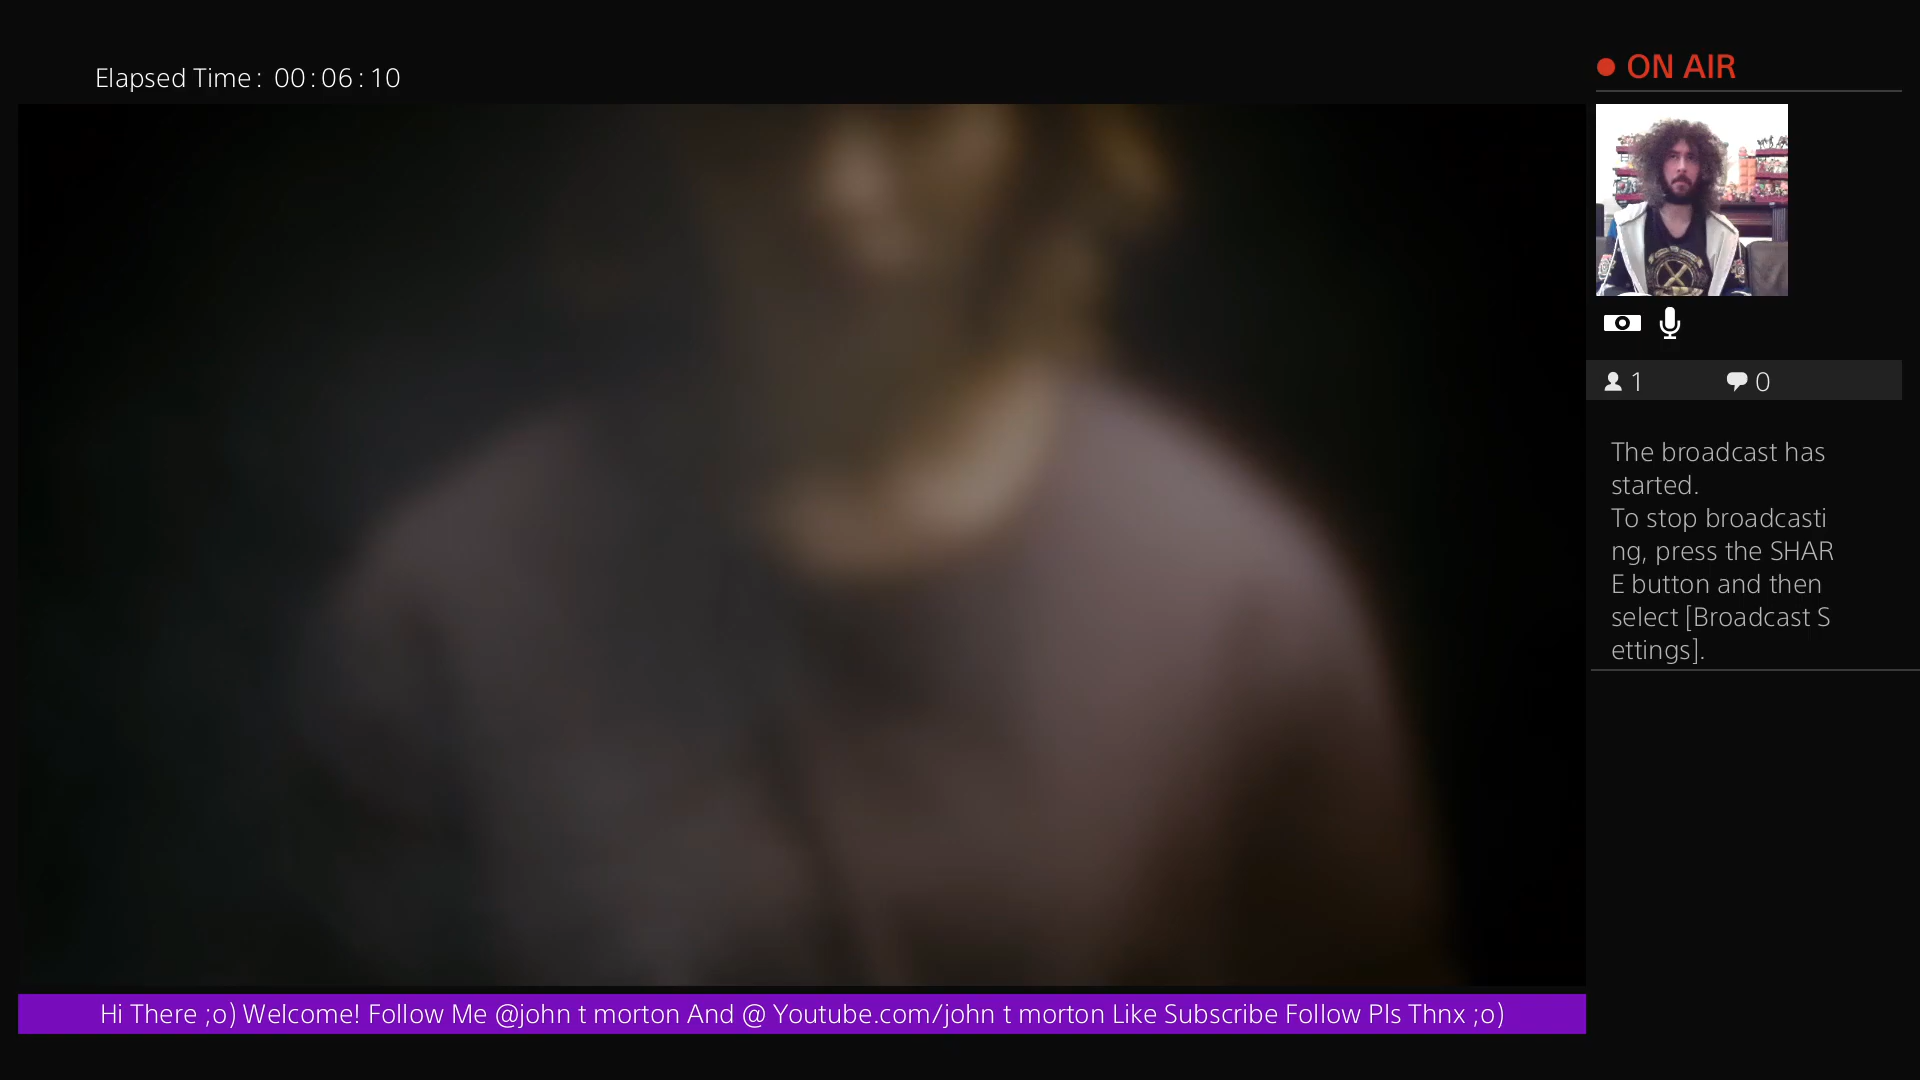 Elapsed Time: 00:06:10
ON AIR
1
0
The broadcast has
started.
To stop broadcasti
ng, press the SHAR
E button and then
select [Broadcast S
ettings].
Hi There ;o) Welcome! Follow Me @john t morton And @ Youtube.com/john t morton Like Subscribe Follow Pls Thnx ;o)